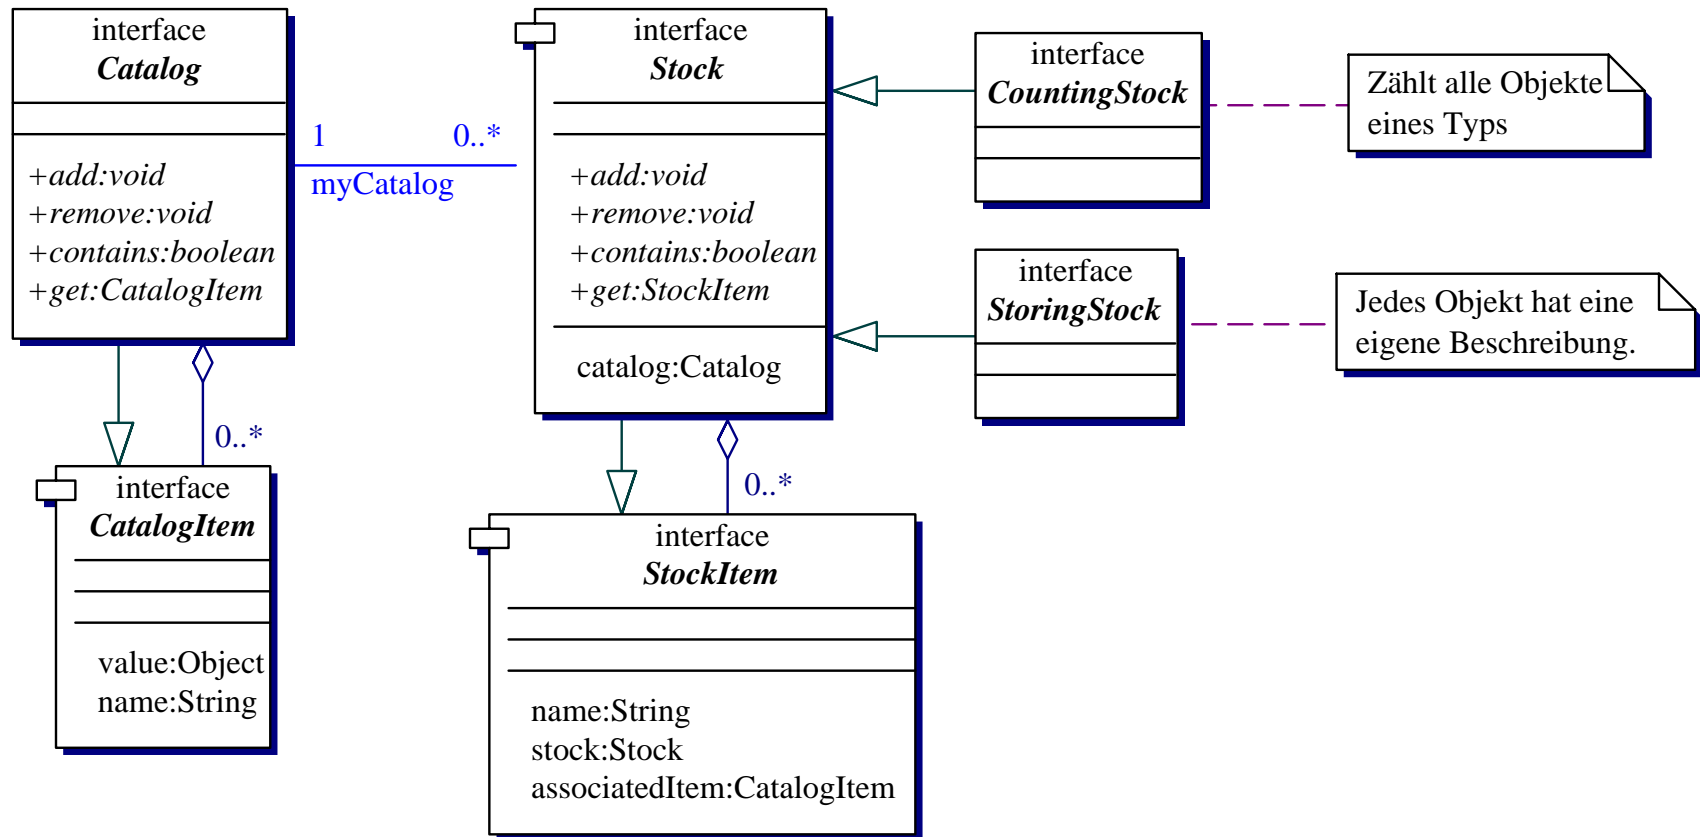 interface
Catalog
+add:void
+remove:void
+contains:boolean
+get:CatalogItem
1
0..*
myCatalog
interface
Stock
+add:void
+remove:void
+contains:boolean
+get:StockItem
catalog:Catalog
interface
CountingStock
Zählt alle Objekte
eines Typs
interface
StoringStock
Jedes Objekt hat eine
eigene Beschreibung.
0..*
interface
CatalogItem
value:Object
name:String
0..*
interface
StockItem
name:String
stock:Stock
associatedItem:CatalogItem